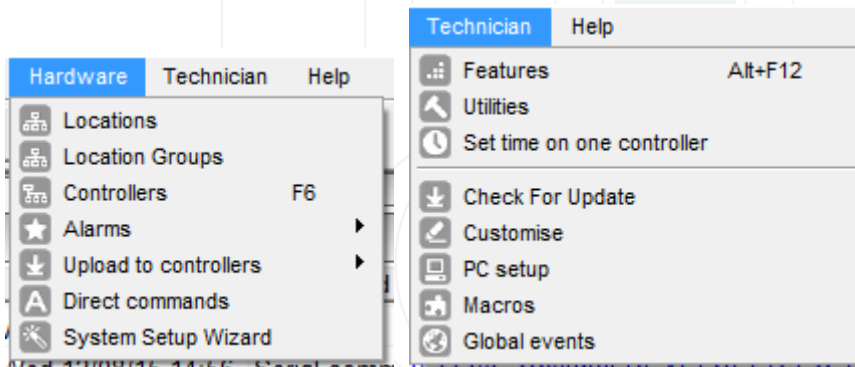 Hardware Technician Help
Locations
Location Groups
Controllers F6
Alarms
Upload to controllers
Direct commands
System Setup Wizard
Technician Help
Features Alt+F12
Utilities
Set time on one controller
Check For Update
Customise
PC setup
Macros
Global events